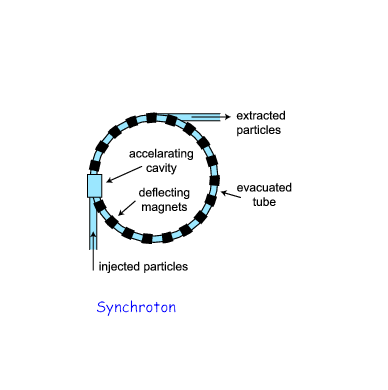 extracted
particles
accelarating
cavity
deflecting
magnets
evacuated
tube
injected particles
Synchroton